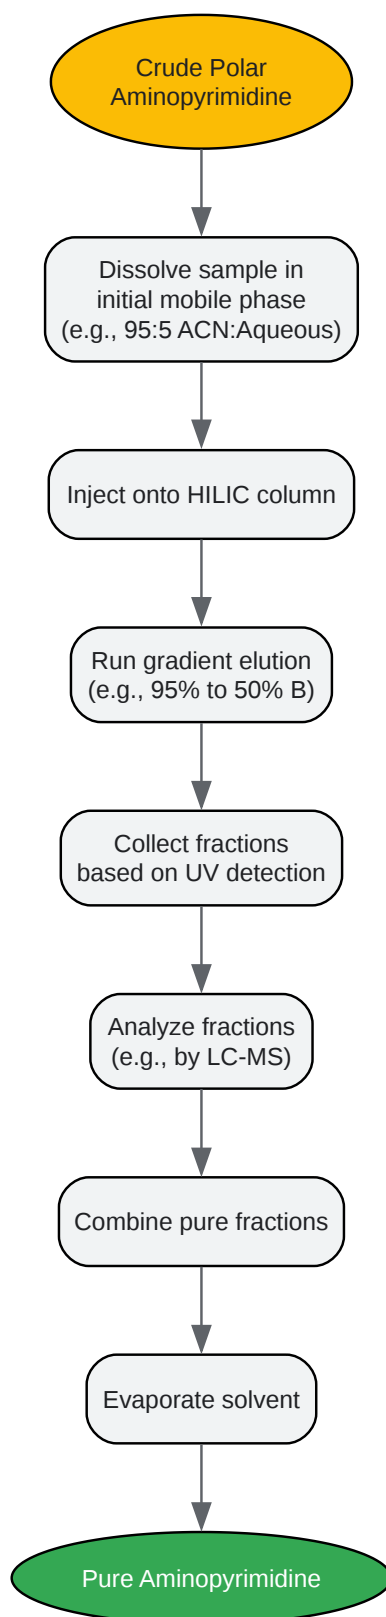 Crude Polar
Aminopyrimidine
Dissolve sample in
initial mobile phase
(e.g., 95:5 ACN:Aqueous)
Inject onto HILIC column
Run gradient elution
(e.g., 95% to 50% B)
Collect fractions
based on UV detection
Analyze fractions
(e.g., by LC-MS)
Combine pure fractions
Evaporate solvent
Pure Aminopyrimidine